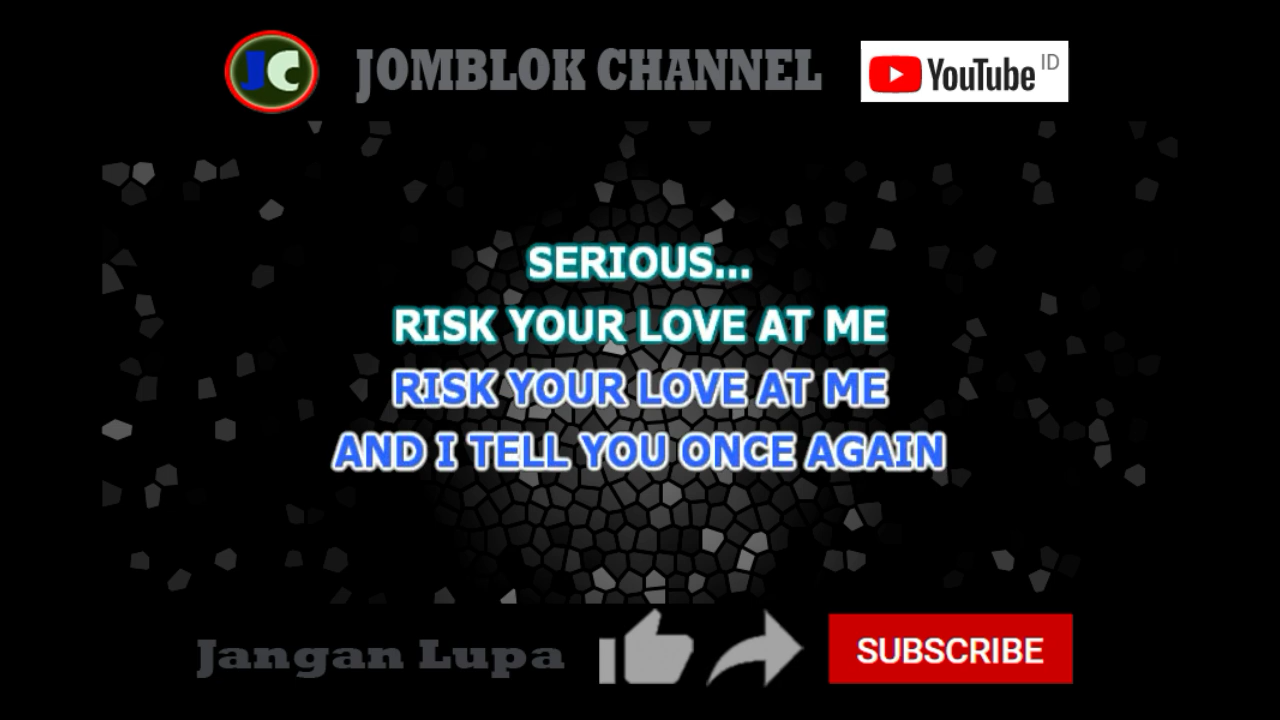 JC JOMBLOK CHANNEL YouTube ID
SERIOUS...
RISK YOUR LOVE AT ME
RISK YOUR LOVE AT ME
AND I TELL YOU ONCE AGAIN
Jangan Lupa SUBSCRIBE